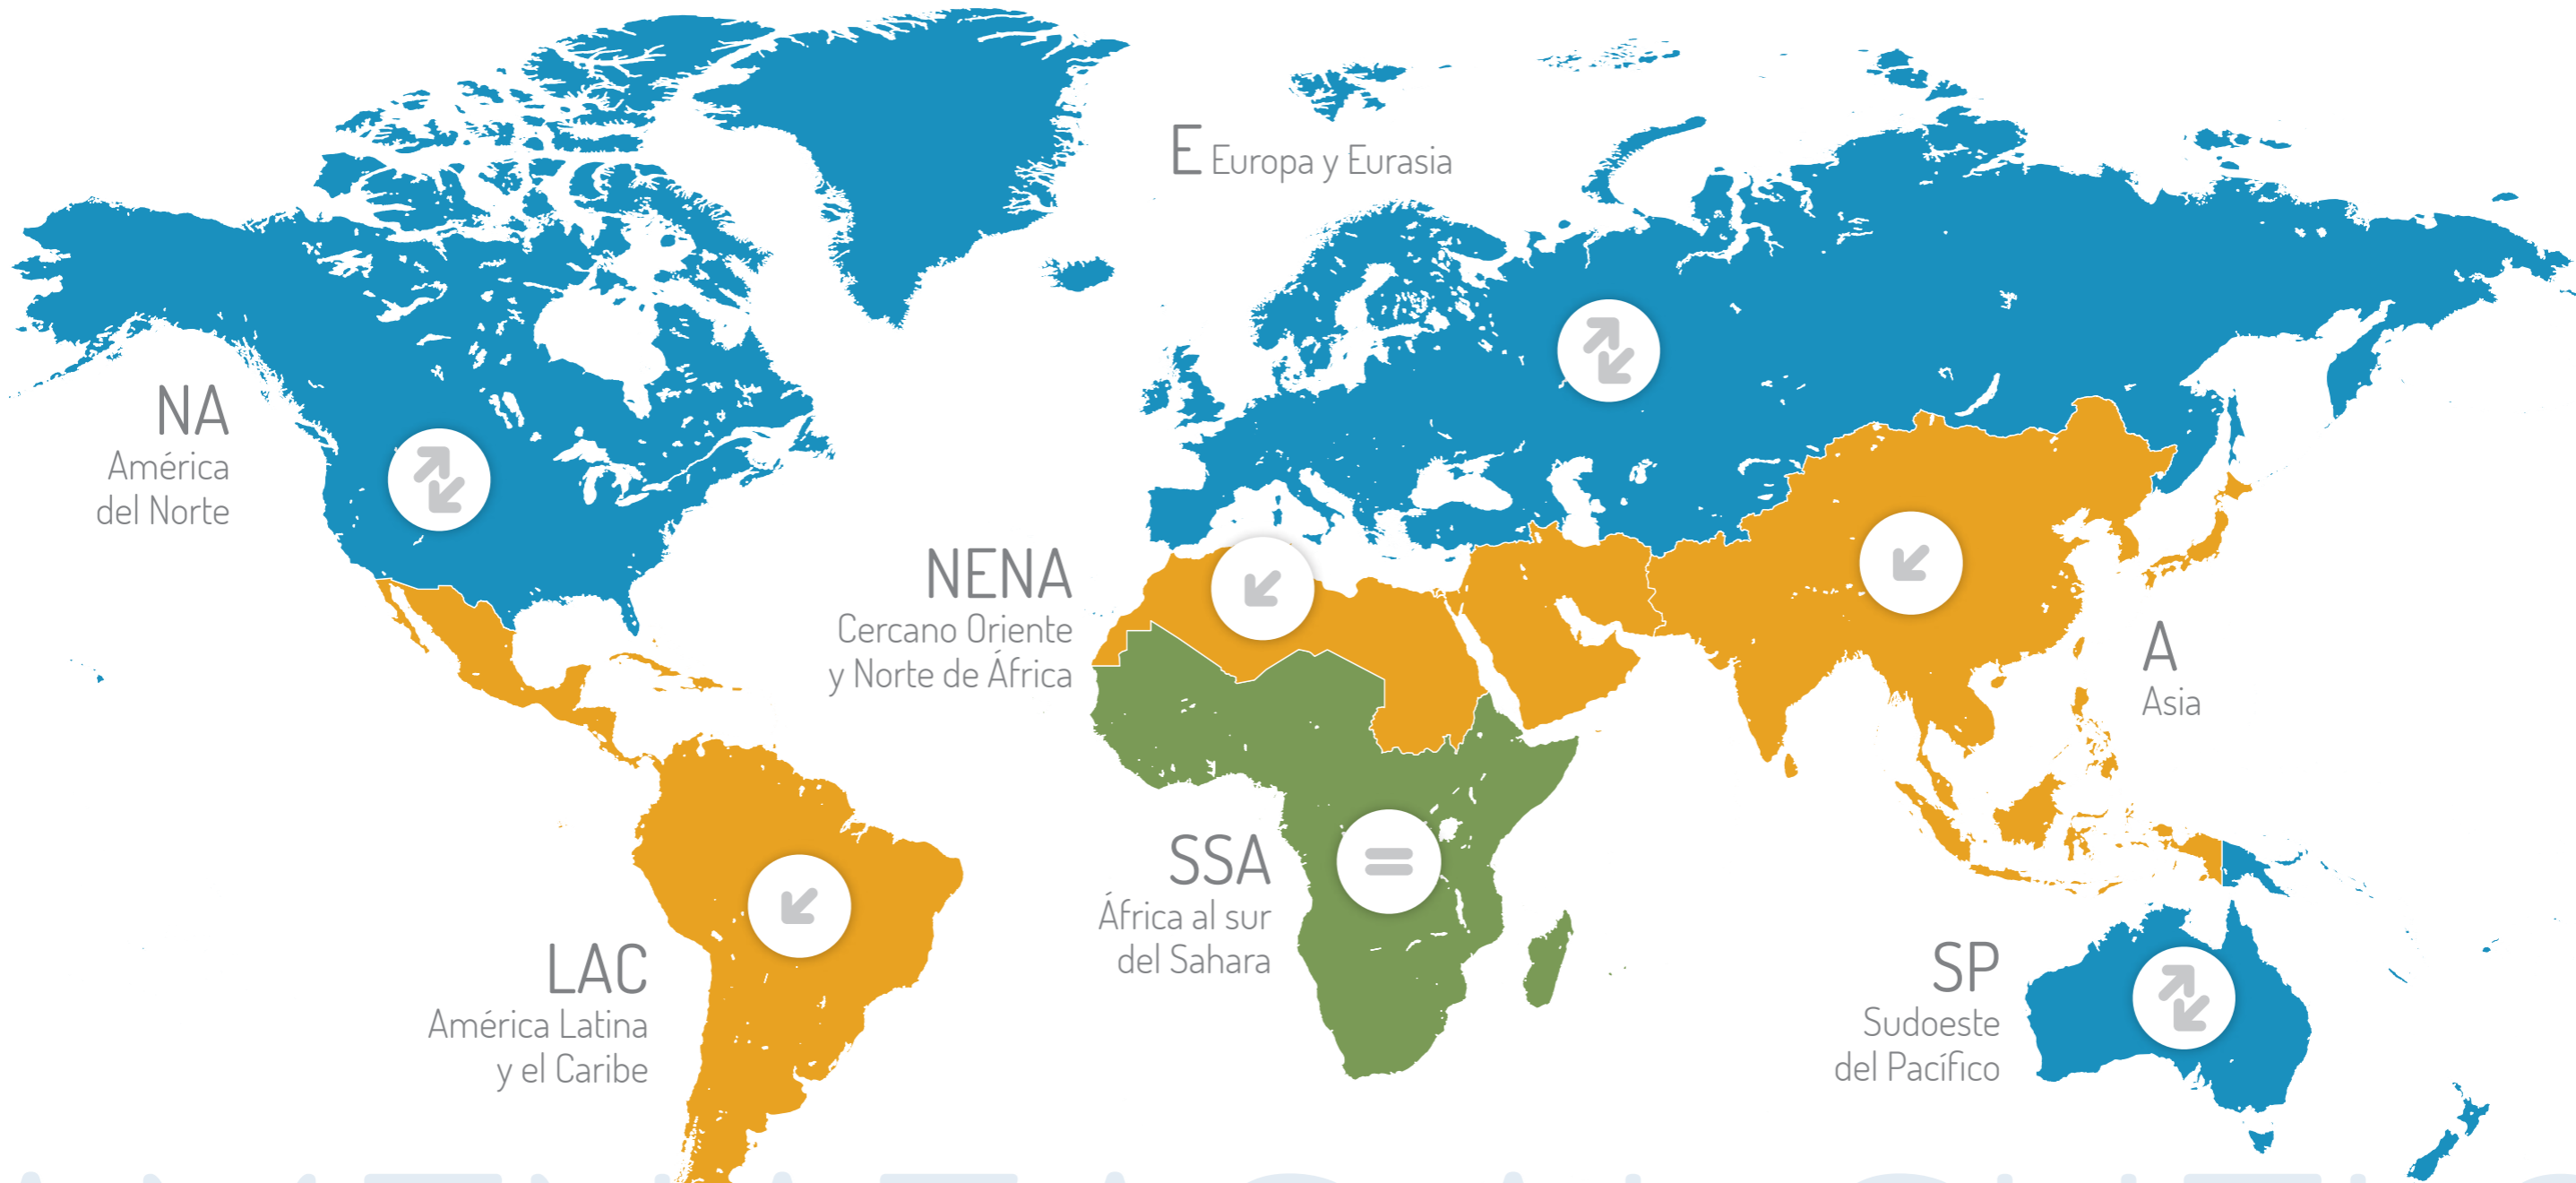 E Europa y Eurasia
NA
América
del Norte
NENA
Cercano Oriente
y Norte de África
A
Asia
SSA
África al sur
del Sahara
LAC
América Latina
y el Caribe
SP
Sudoeste
del Pacífico